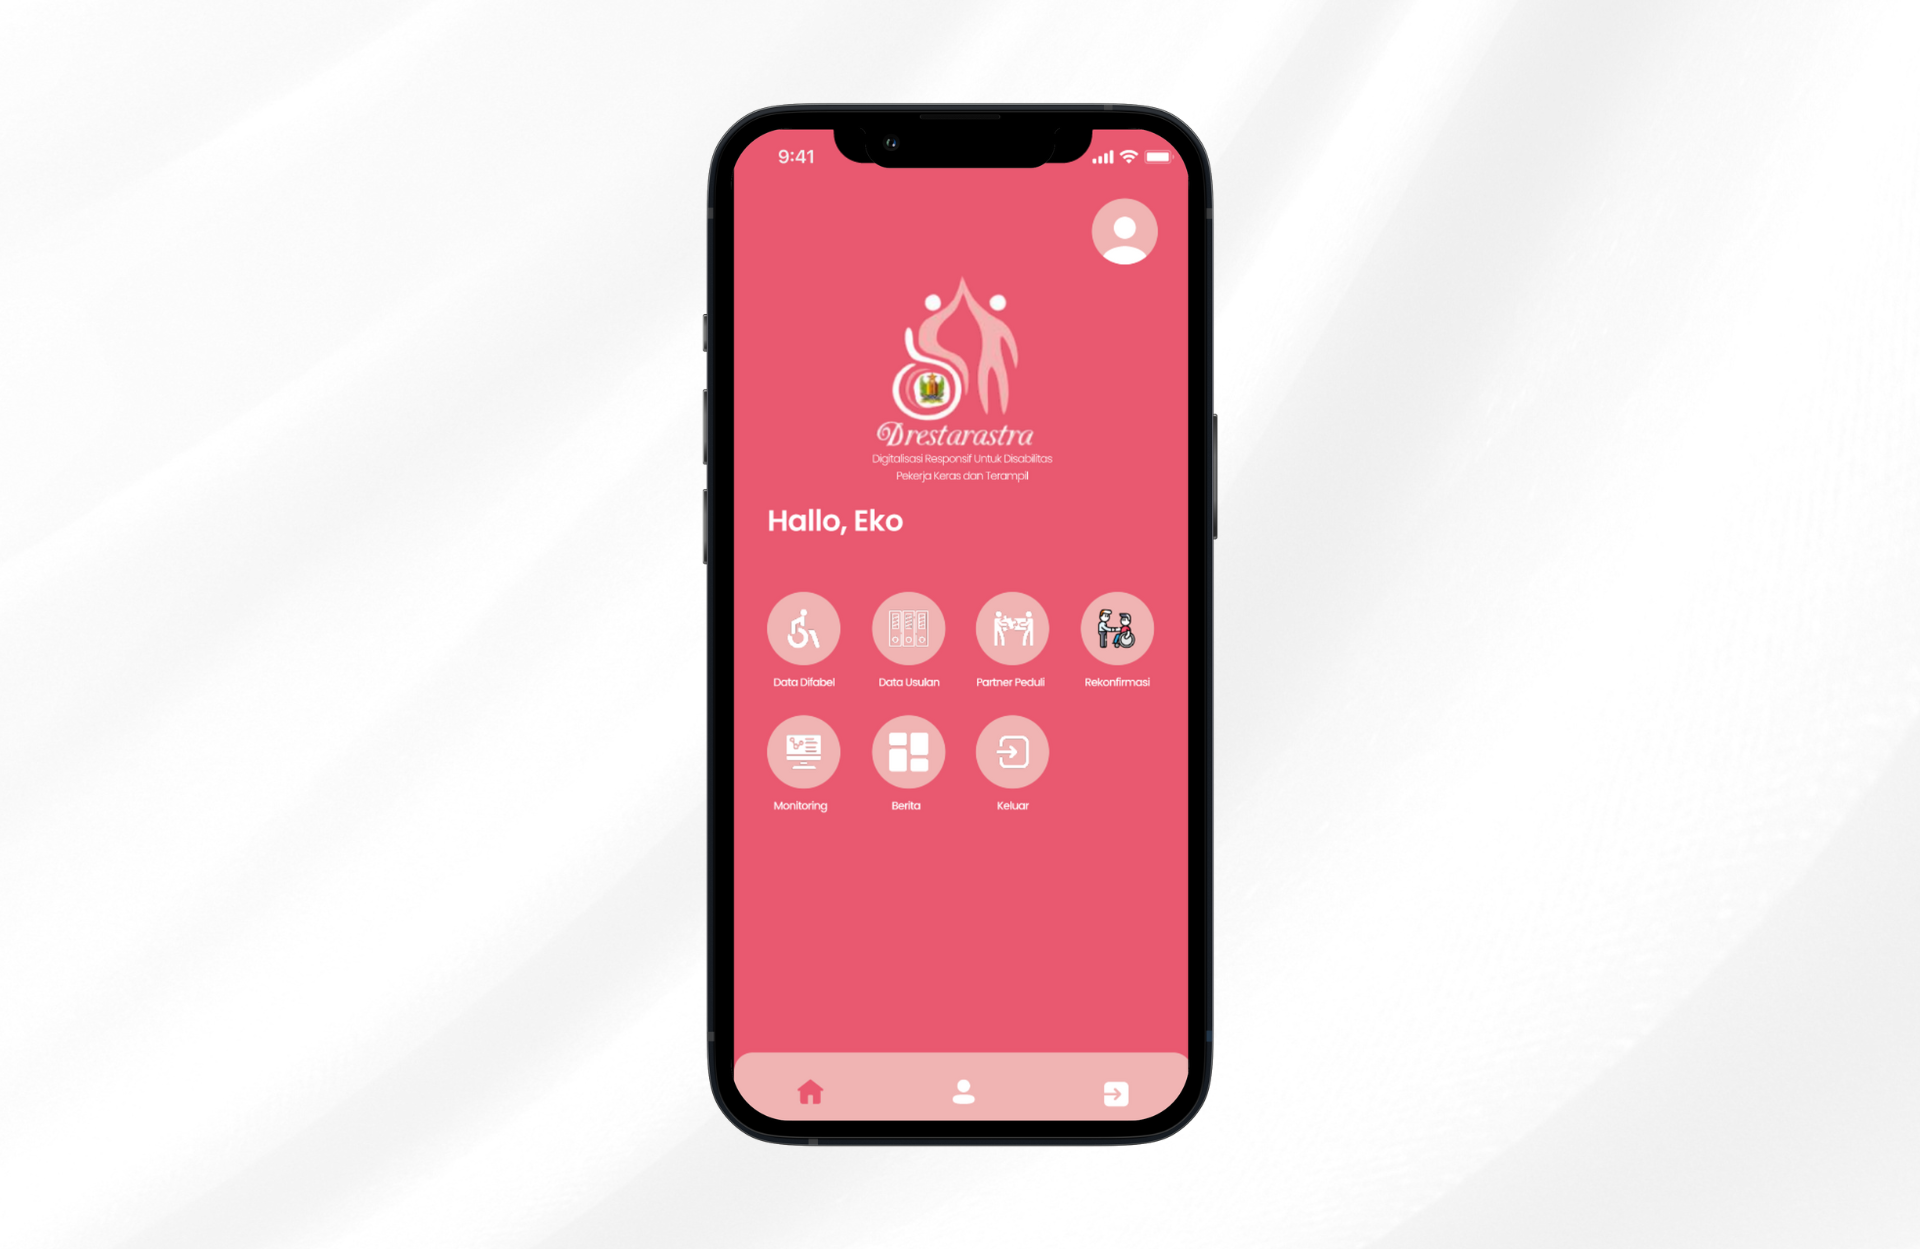 9:41
Drestarastra
Digitalisasi Responsif Untuk Disabilitas
Pekerja Keras dan Terampil
Hallo, Eko
Data Difabel
Data Usulan
Partner Peduli
Rekonfirmasi
Monitoring
Berita
Keluar